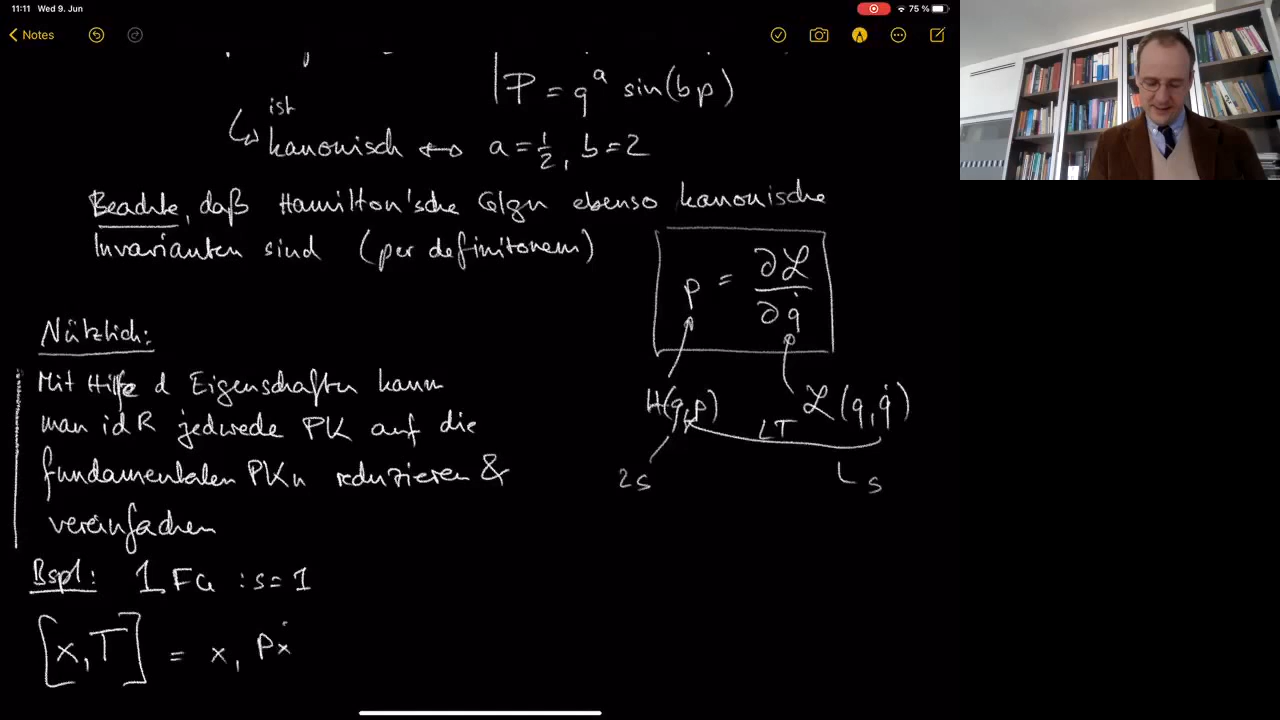 11:11 Wed 9. Jun
75 %
Notes
P = q^a sin(bp)
ist
kanonisch ↔ a = 1/2, b = 2
Beachte, daß Hamilton'sche Glgn ebenso kanonische
Invarianten sind (per definitonem)
p = ∂ℒ/∂q̇
H(q,p) ℒ(q,q̇)
LT
2s
s
Nützlich:
Mit Hilfe d Eigenschaften kann
man idR jedwede PK auf die
fundamentalen PKn reduzieren &
vereinfachen
Bspl: 1 FG : s = 1
[x,T] = x, Px